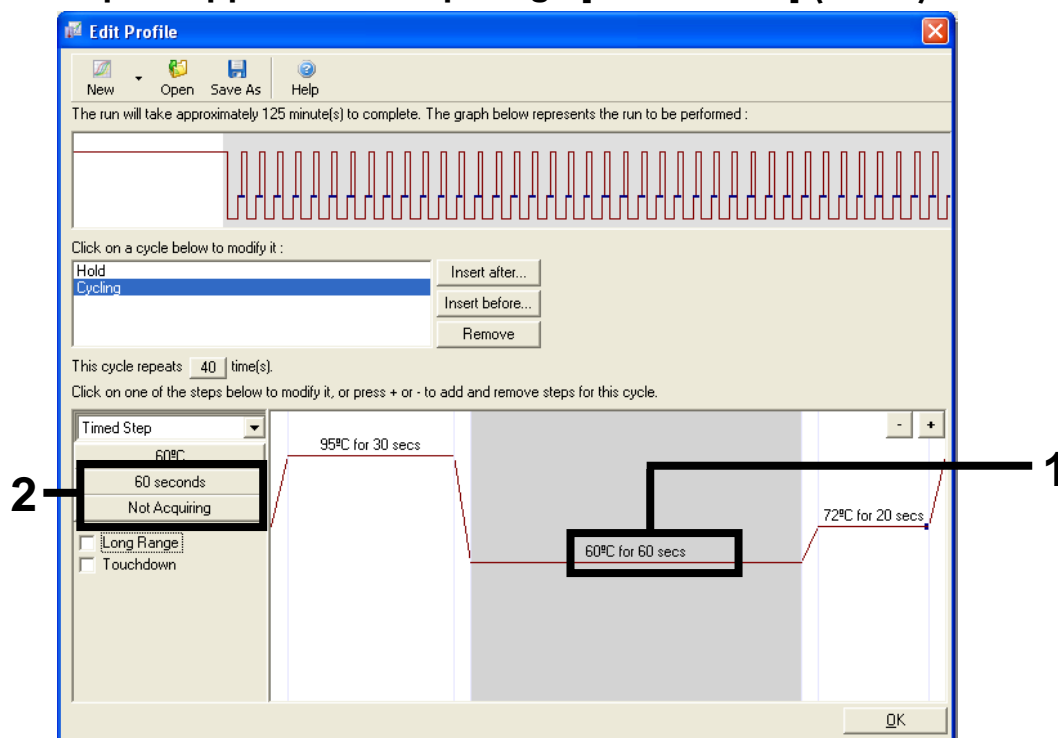 Edit Profile
New Open Save As Help
The run will take approximately 125 minute(s) to complete. The graph below represents the run to be performed :
Click on a cycle below to modify it :
Hold
Cycling
Insert after...
Insert before...
Remove
This cycle repeats 40 time(s).
Click on one of the steps below to modify it, or press + or - to add and remove steps for this cycle.
Timed Step
- +
60ºC
95ºC for 30 secs
60 seconds
1
2
Not Acquiring
72ºC for 20 secs
Long Range
60ºC for 60 secs
Touchdown
OK